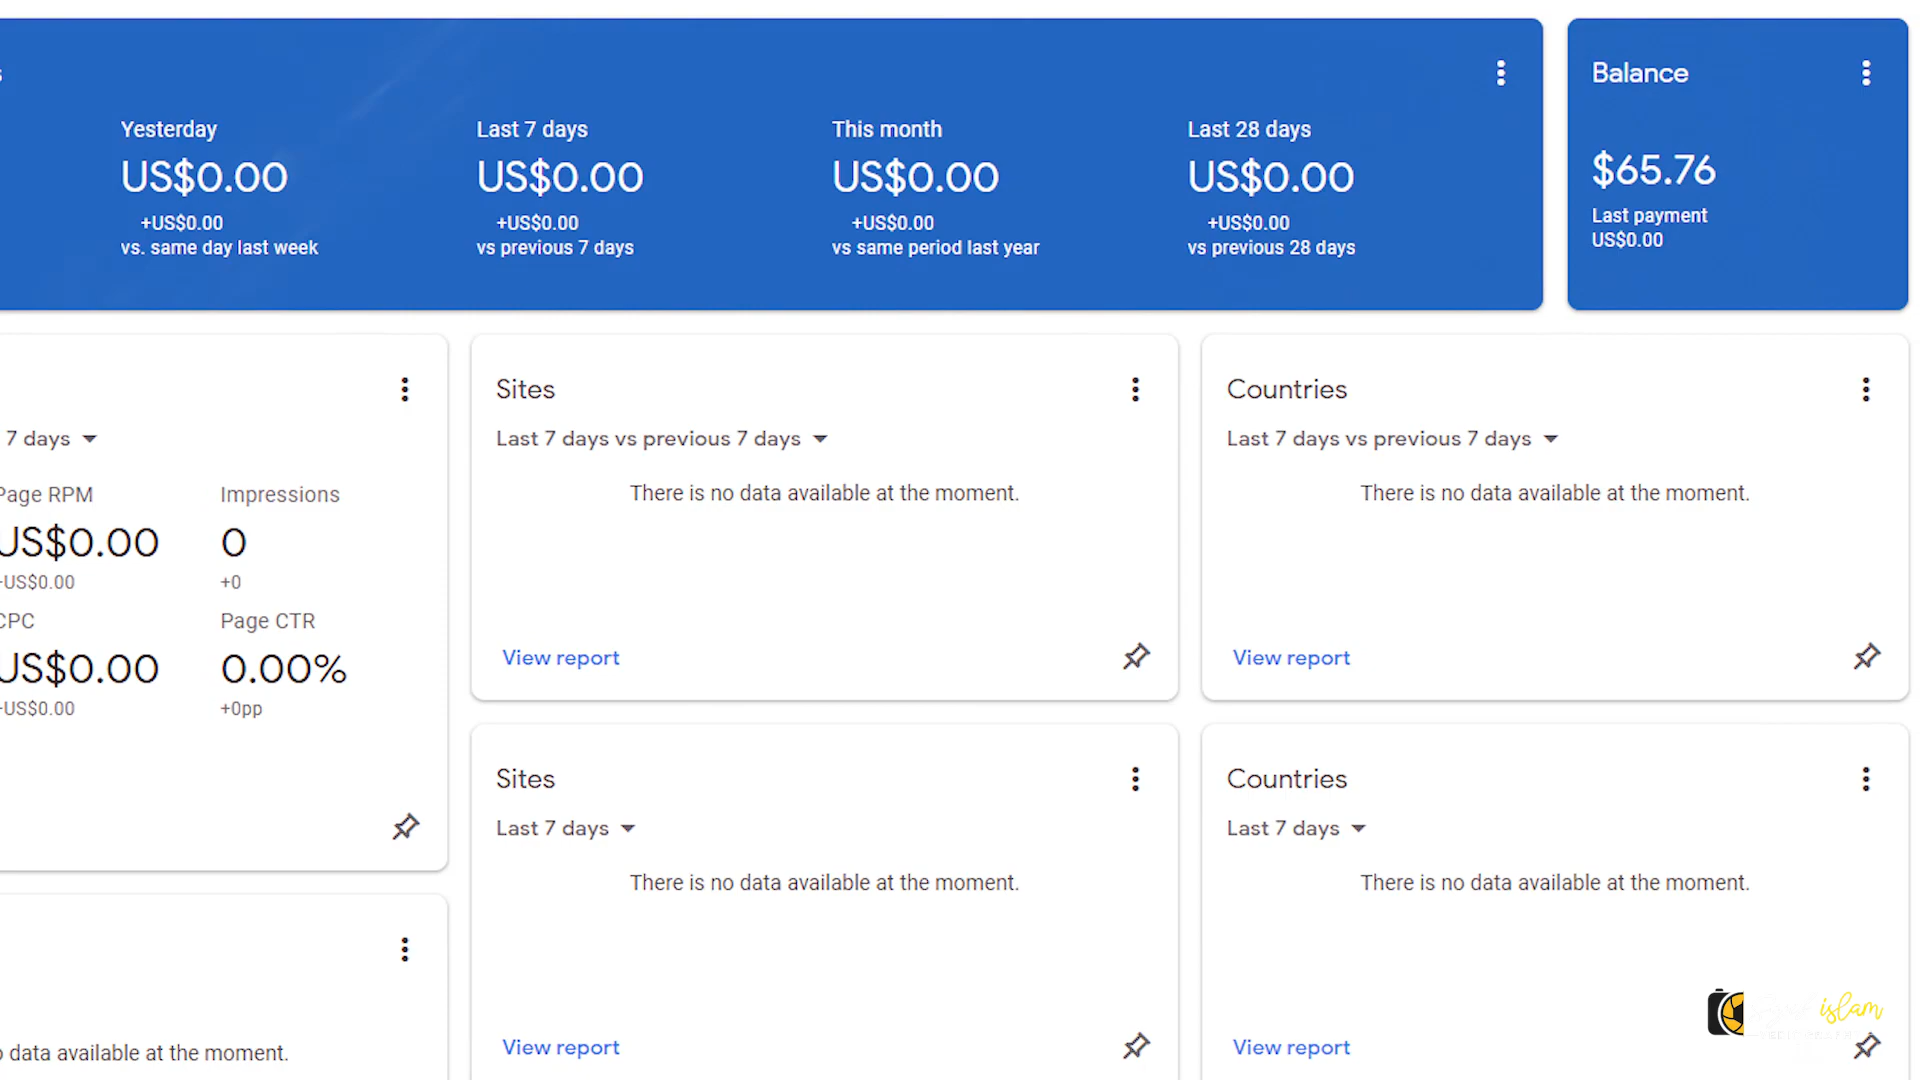 Yesterday
US$0.00
+US$0.00
vs. same day last week
Last 7 days
US$0.00
+US$0.00
vs previous 7 days
This month
US$0.00
+US$0.00
vs same period last year
Last 28 days
US$0.00
+US$0.00
vs previous 28 days
Balance
$65.76
Last payment
US$0.00
7 days
Page RPM
US$0.00
+US$0.00
Impressions
0
+0
CPC
US$0.00
+US$0.00
Page CTR
0.00%
+0pp
Sites
Last 7 days vs previous 7 days
There is no data available at the moment.
View report
Countries
Last 7 days vs previous 7 days
There is no data available at the moment.
View report
data available at the moment.
Sites
Last 7 days
There is no data available at the moment.
View report
Countries
Last 7 days
There is no data available at the moment.
View report
islam